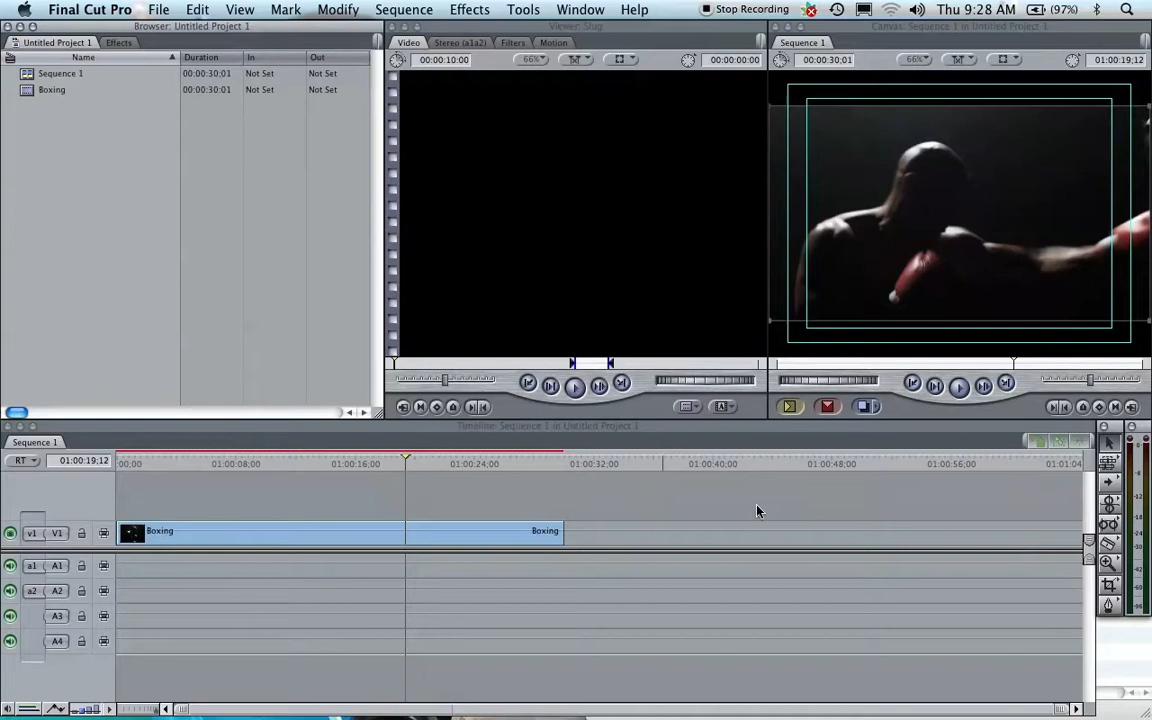 Final Cut Pro File Edit View Mark Modify Sequence Effects Tools Window Help Stop Recording Thu 9:28 AM (97%)
Browser: Untitled Project 1
Untitled Project 1 Effects
Name Duration In Out
Sequence 1 00:00:30;01 Not Set Not Set
Boxing 00:00:30:01 Not Set Not Set
Viewer: Slug
Video Stereo (a1a2) Filters Motion
00:00:10:00 66% 00:00:00:00
Canvas: Sequence 1 in Untitled Project 1
Sequence 1
00:00:30;01 66% 01:00:19;12
Timeline: Sequence 1 in Untitled Project 1
Sequence 1
RT 01:00:19;12 :00;00 01:00:08;00 01:00:16;00 01:00:24;00 01:00:32;00 01:00:40;00 01:00:48;00 01:00:56;00 01:01:04
v1 V1 Boxing Boxing
a1 A1
a2 A2
A3
A4